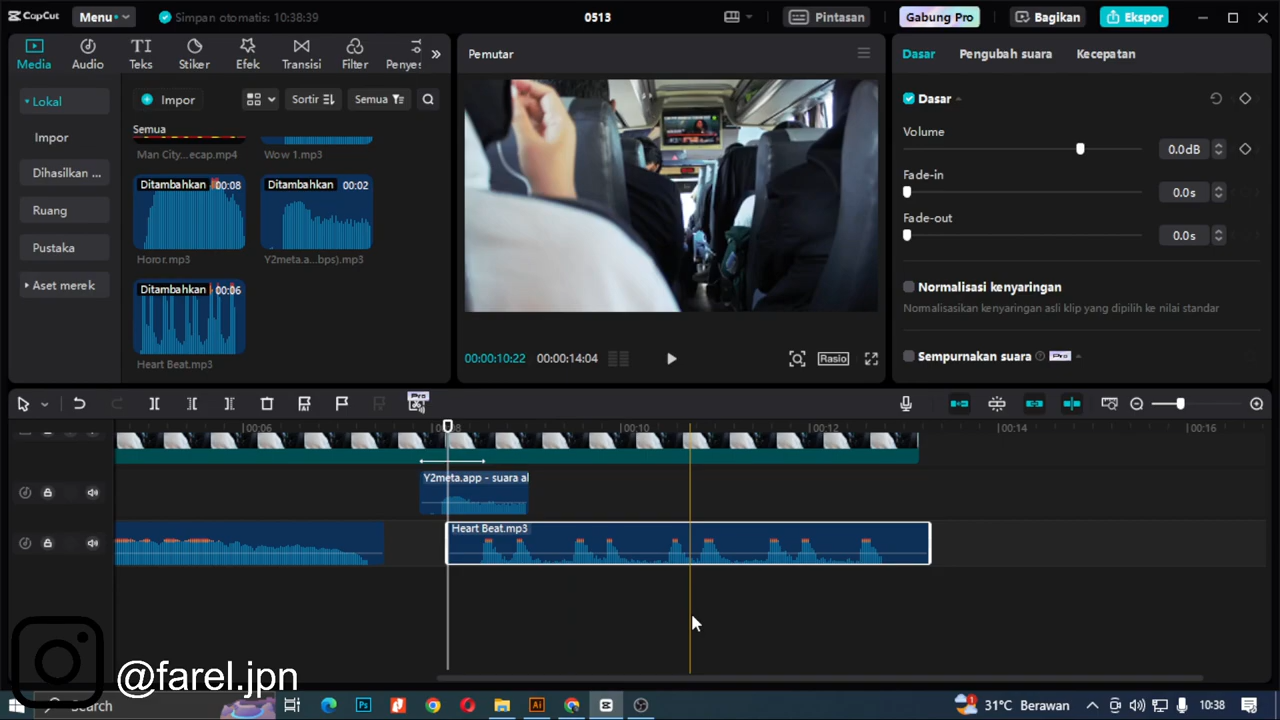 CapCut
Menu
Simpan otomatis: 10:38:39
0513
Pintasan
Gabung Pro
Bagikan
Ekspor
Media
Audio
Teks
Stiker
Efek
Transisi
Filter
Penye
Lokal
Impor
Dihasilkan ...
Ruang
Pustaka
Aset merek
Impor
Sortir
Semua
Semua
Man City...ecap.mp4
Wow 1.mp3
Ditambahkan 00:08
Ditambahkan 00:02
Horor.mp3
Y2meta.a...bps).mp3
Ditambahkan 00:06
Heart Beat.mp3
Pemutar
00:00:10:22
00:00:14:04
Rasio
Dasar
Pengubah suara
Kecepatan
Dasar
Volume
0.0dB
Fade-in
0.0s
Fade-out
0.0s
Normalisasi kenyaringan
Normalisasikan kenyaringan asli klip yang dipilih ke nilai standar
Sempurnakan suara
Pro
Pro
00:06
00:10
00:12
00:14
00:16
Y2meta.app - suara al
Heart Beat.mp3
@farel.jpn
Search
31°C Berawan
10:38